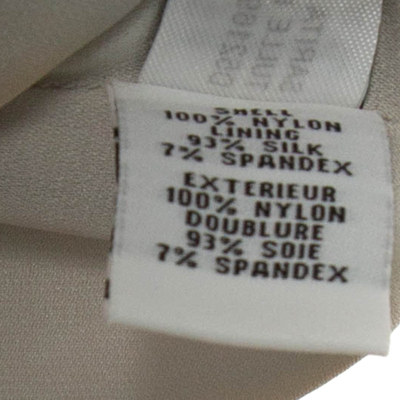 SHELL
100% NYLON
LINING
93% SILK
7% SPANDEX
EXTERIEUR
100% NYLON
DOUBLURE
93% SOIE
7% SPANDEX